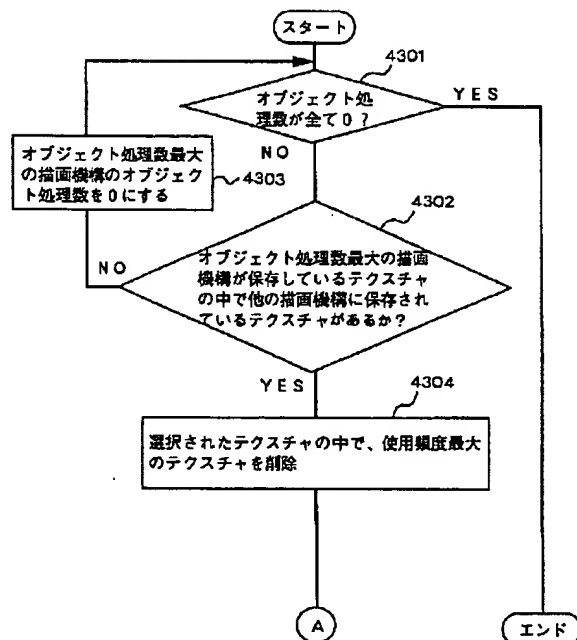 スタート
4301
オブジェクト処
理数が全て0？
YES
NO
オブジェクト処理数最大
の描画機構のオブジェク
ト処理数を0にする
4303
4302
オブジェクト処理数最大の描画
機構が保存しているテクスチャ
の中で他の描画機構に保存され
ているテクスチャがあるか？
NO
YES
4304
選択されたテクスチャの中で、使用頻度最大
のテクスチャを削除
A
エンド